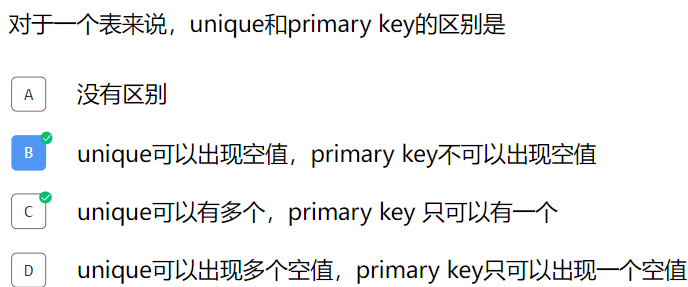 对于一个表来说，unique和primary key的区别是
A 没有区别
B unique可以出现空值，primary key不可以出现空值
C unique可以有多个，primary key 只可以有一个
D unique可以出现多个空值，primary key只可以出现一个空值